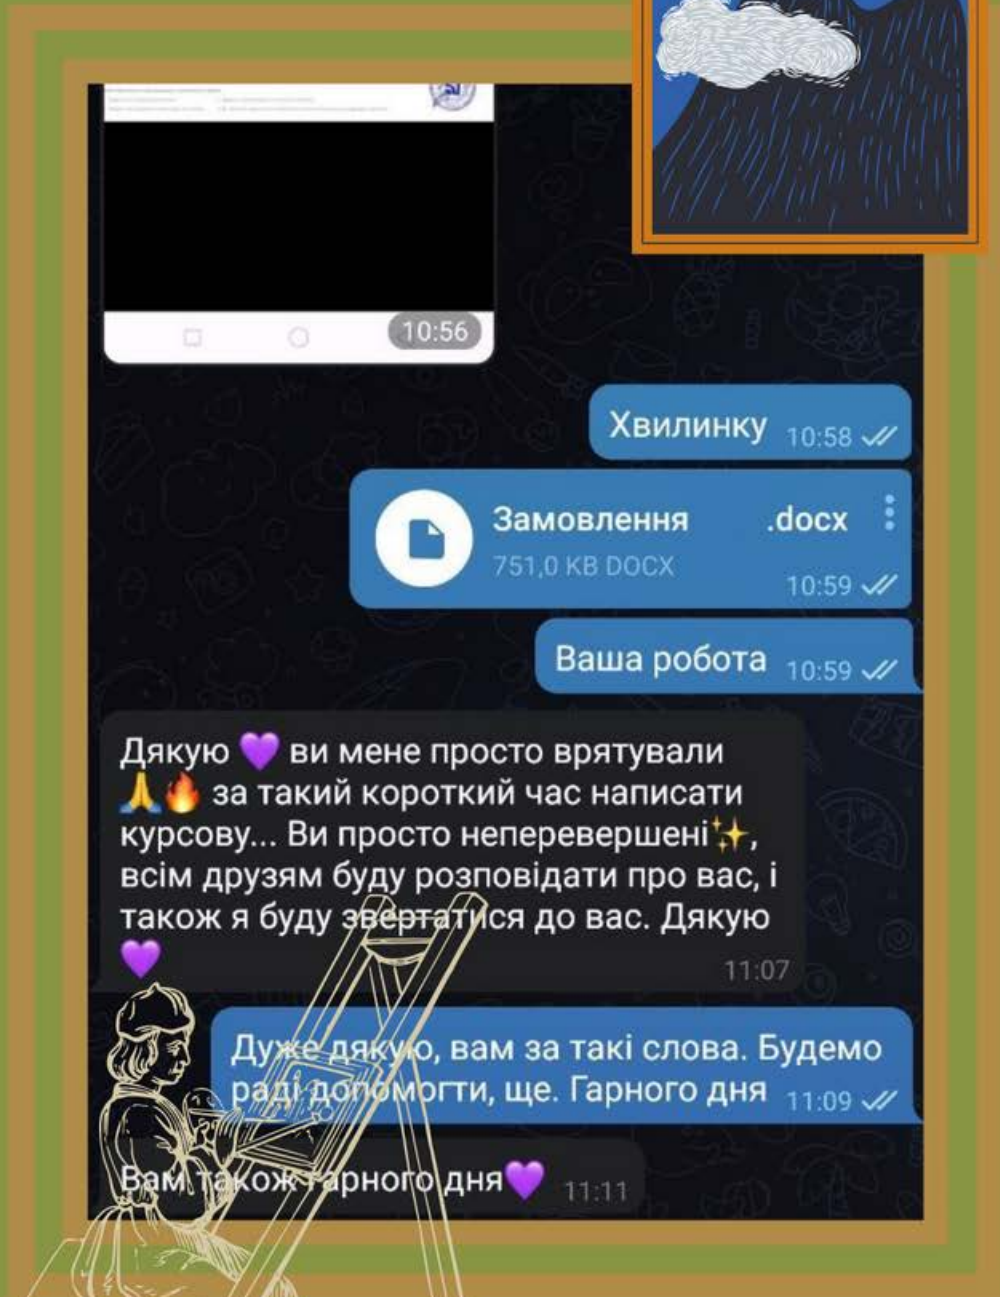 10:56
Хвилинку 10:58
Замовлення .docx
751,0 KB DOCX
10:59
Ваша робота 10:59
Дякую 💜 ви мене просто врятували
🙏🔥 за такий короткий час написати
курсову... Ви просто неперевершені✨,
всім друзям буду розповідати про вас, і
також я буду звертатися до вас. Дякую
💜
11:07
Дуже дякую, вам за такі слова. Будемо
раді допомогти, ще. Гарного дня 11:09
Вам також гарного дня💜 11:11